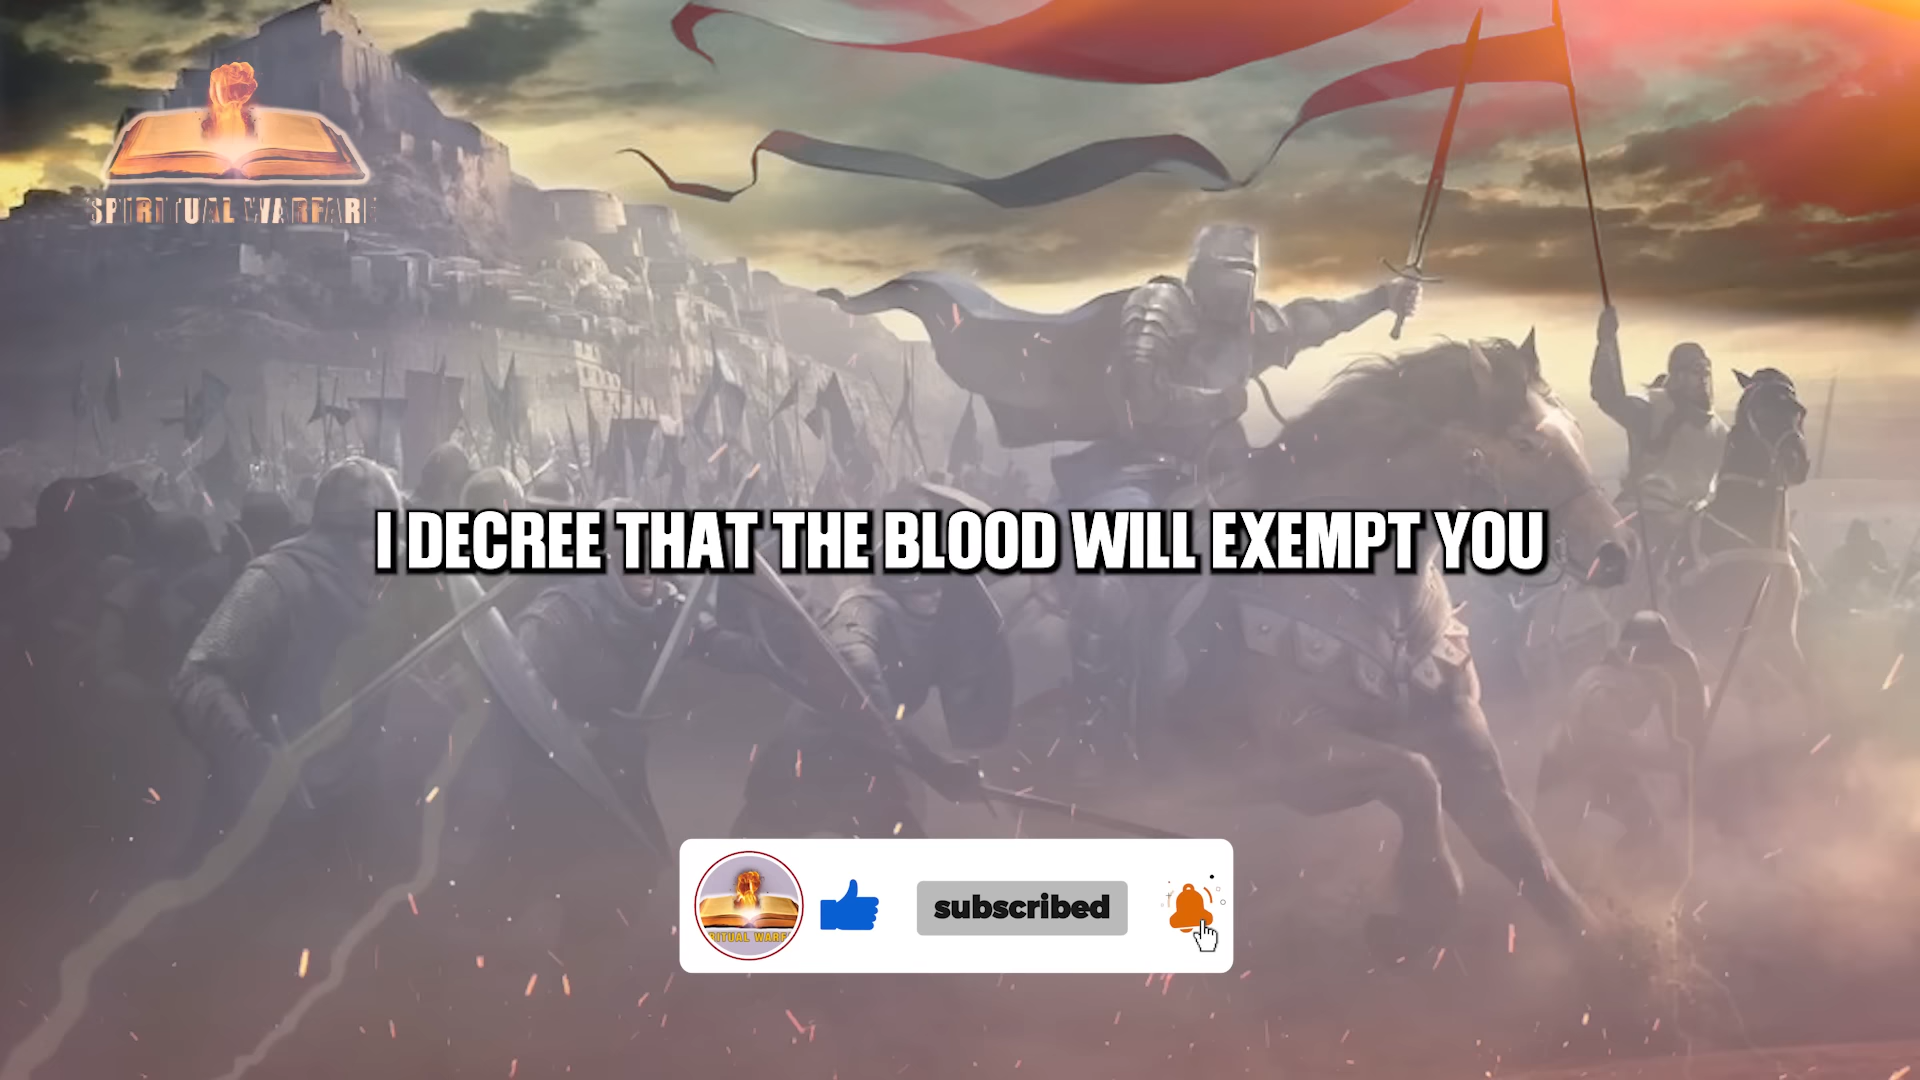 SPIRITUAL WARFARE
I DECREE THAT THE BLOOD WILL EXEMPT YOU
subscribed